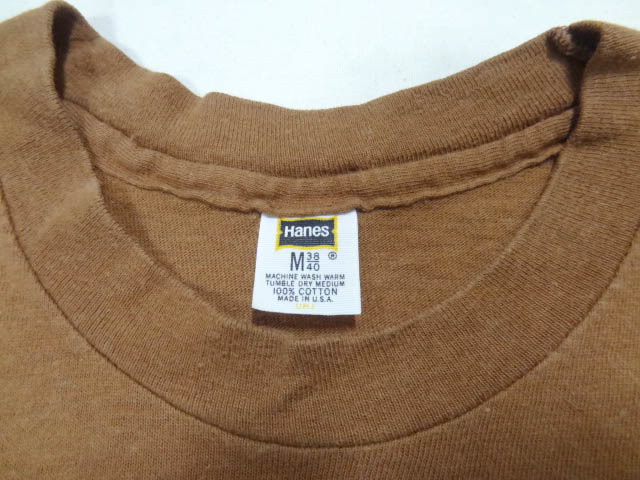 Hanes
M 38/40 ®
MACHINE WASH WARM
TUMBLE DRY MEDIUM
100% COTTON
MADE IN U.S.A.